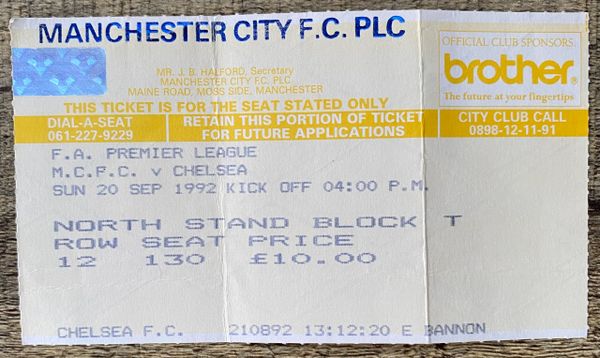 MANCHESTER CITY F.C. PLC
MR. J. B. HALFORD, Secretary
MANCHESTER CITY F.C. PLC.
MAINE ROAD, MOSS SIDE, MANCHESTER
OFFICIAL CLUB SPONSORS
brother®
The future at your fingertips
THIS TICKET IS FOR THE SEAT STATED ONLY
DIAL-A-SEAT
061-227-9229
RETAIN THIS PORTION OF TICKET
FOR FUTURE APPLICATIONS
CITY CLUB CALL
0898-12-11-91
F.A. PREMIER LEAGUE
M.C.F.C. v CHELSEA
SUN 20 SEP 1992 KICK OFF 04:00 P.M.
NORTH STAND BLOCK T
ROW SEAT PRICE
12 130 £10.00
CHELSEA F.C. 210892 13:12:20 E BANNON